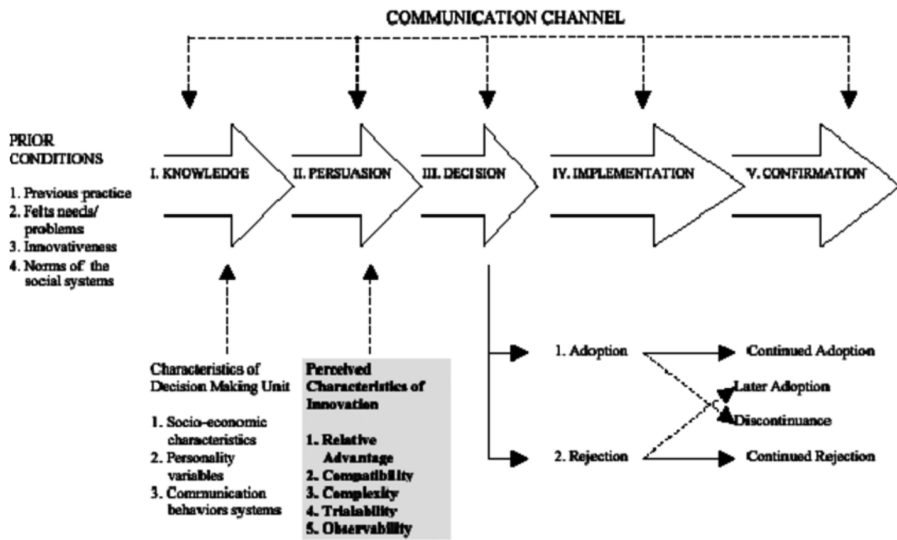 COMMUNICATION CHANNEL
PRIOR
CONDITIONS
1. Previous practice
2. Felts needs/
problems
3. Innovativeness
4. Norms of the
social systems
I. KNOWLEDGE
II. PERSUASION
III. DECISION
IV. IMPLEMENTATION
V. CONFIRMATION
Characteristics of
Decision Making Unit
1. Socio-economic
characteristics
2. Personality
variables
3. Communication
behaviors systems
Perceived
Characteristics of
Innovation
1. Relative
Advantage
2. Compatibility
3. Complexity
4. Trialability
5. Observability
1. Adoption
2. Rejection
Continued Adoption
Later Adoption
Discontinuance
Continued Rejection